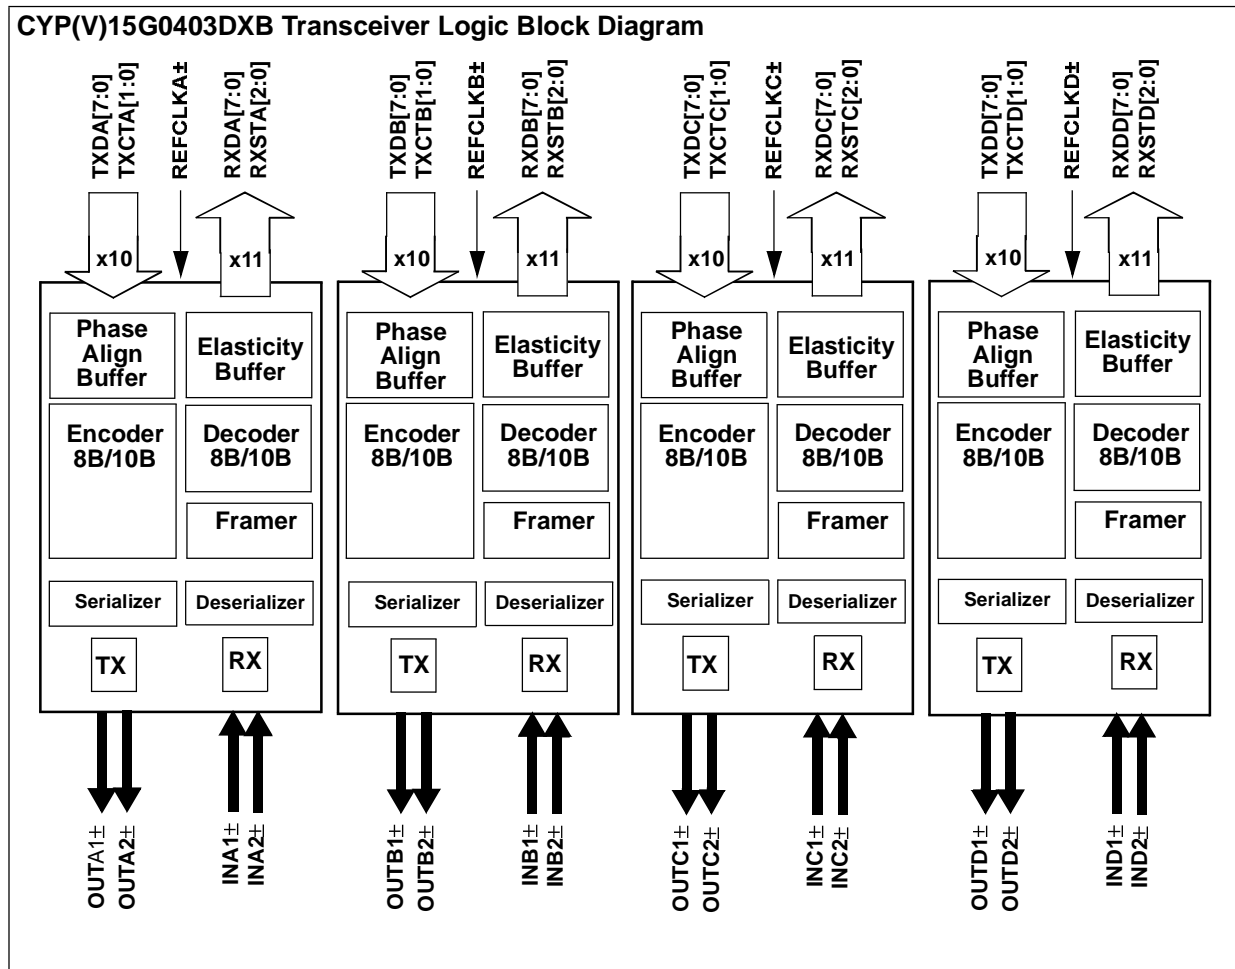 CYP(V)15G0403DXB Transceiver Logic Block Diagram
TXDA[7:0]
TXCTA[1:0]
REFCLKA±
RXDA[7:0]
RXSTA[2:0]
TXDB[7:0]
TXCTB[1:0]
REFCLKB±
RXDB[7:0]
RXSTB[2:0]
TXDC[7:0]
TXCTC[1:0]
REFCLKC±
RXDC[7:0]
RXSTC[2:0]
TXDD[7:0]
TXCTD[1:0]
REFCLKD±
RXDD[7:0]
RXSTD[2:0]
x10
x11
x10
x11
x10
x11
x10
x11
Phase
Align
Buffer
Elasticity
Buffer
Encoder
8B/10B
Decoder
8B/10B
Framer
Serializer
Deserializer
TX
RX
Phase
Align
Buffer
Elasticity
Buffer
Encoder
8B/10B
Decoder
8B/10B
Framer
Serializer
Deserializer
TX
RX
Phase
Align
Buffer
Elasticity
Buffer
Encoder
8B/10B
Decoder
8B/10B
Framer
Serializer
Deserializer
TX
RX
Phase
Align
Buffer
Elasticity
Buffer
Encoder
8B/10B
Decoder
8B/10B
Framer
Serializer
Deserializer
TX
RX
OUTA1±
OUTA2±
INA1±
INA2±
OUTB1±
OUTB2±
INB1±
INB2±
OUTC1±
OUTC2±
INC1±
INC2±
OUTD1±
OUTD2±
IND1±
IND2±